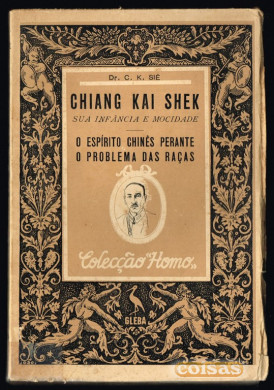 Dr. C. K. SIÉ
CHIANG KAI SHEK
SUA INFÂNCIA E MOCIDADE
O ESPÍRITO CHINÊS PERANTE
O PROBLEMA DAS RAÇAS
Colecção "Homo"
GLEBA
coisas